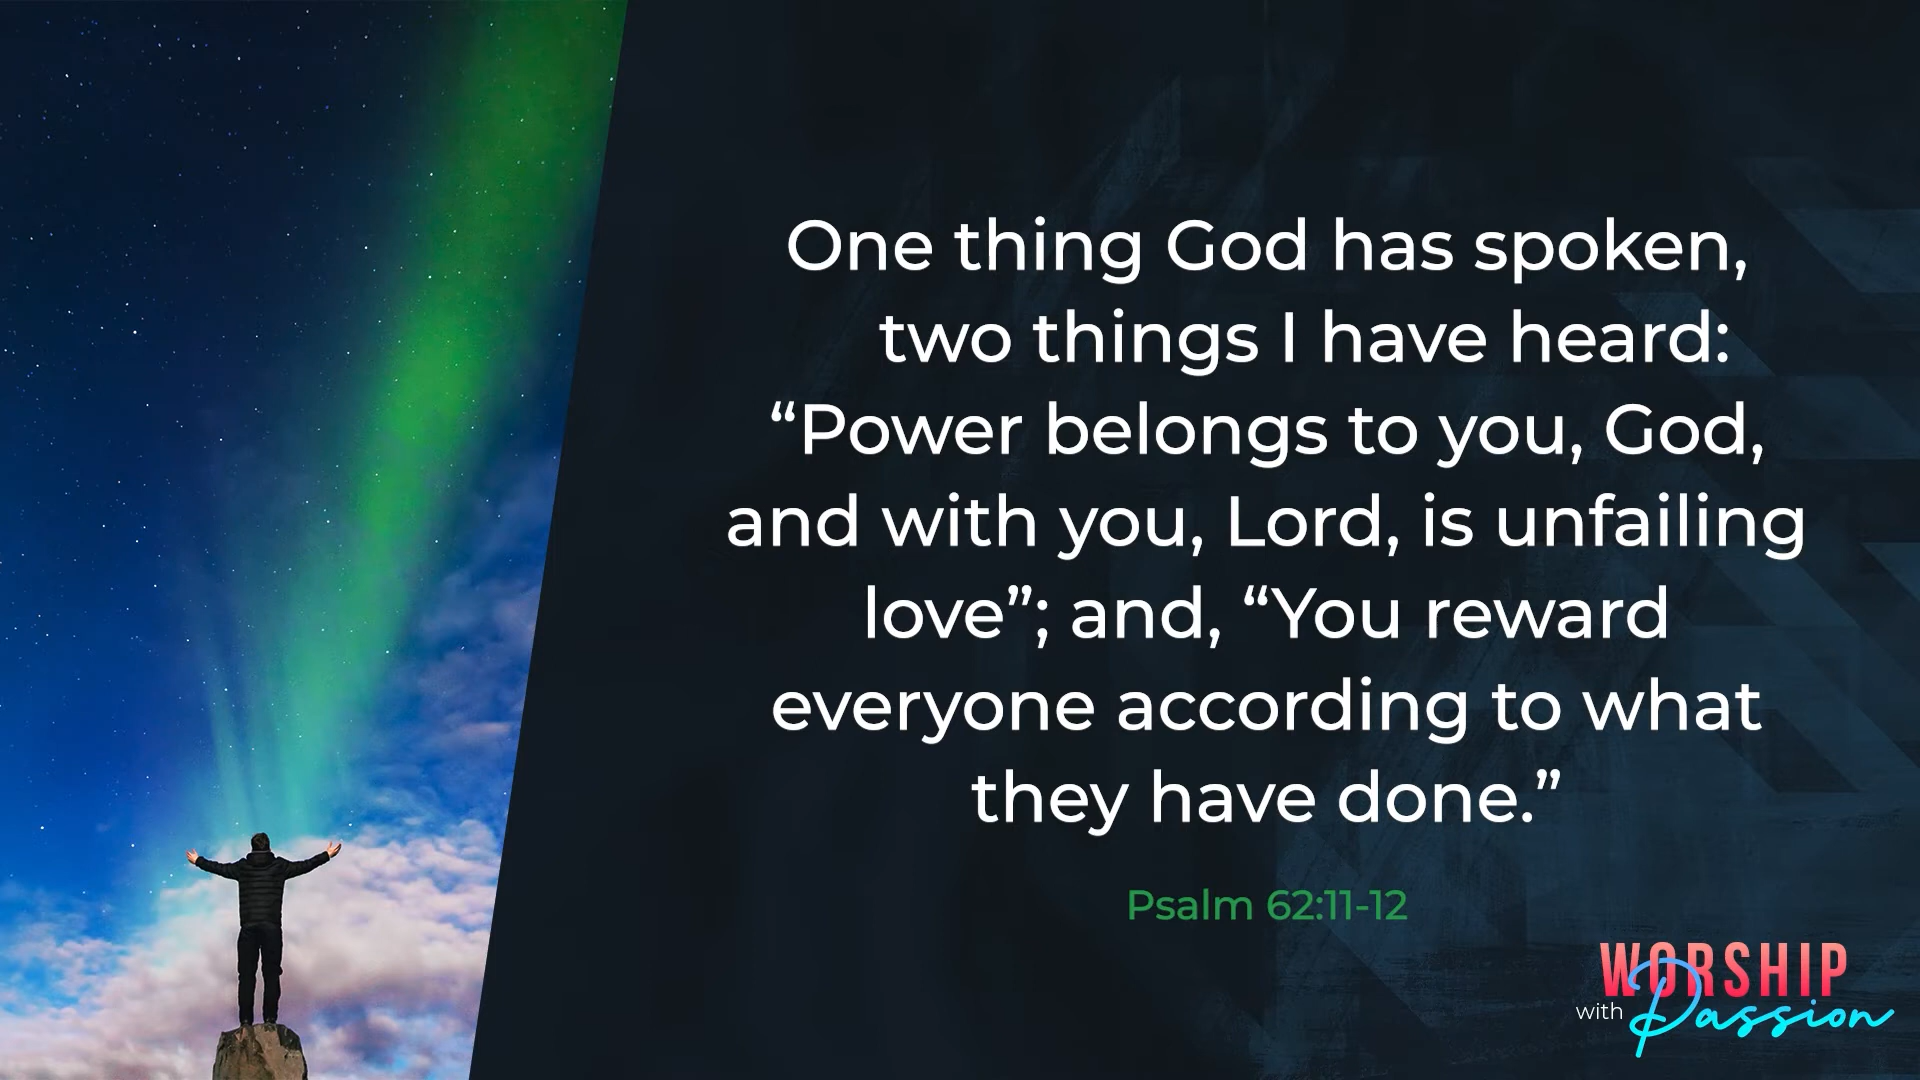 One thing God has spoken,
two things I have heard:
“Power belongs to you, God,
and with you, Lord, is unfailing
love”; and, “You reward
everyone according to what
they have done.”
Psalm 62:11-12
WORSHIP
with Passion